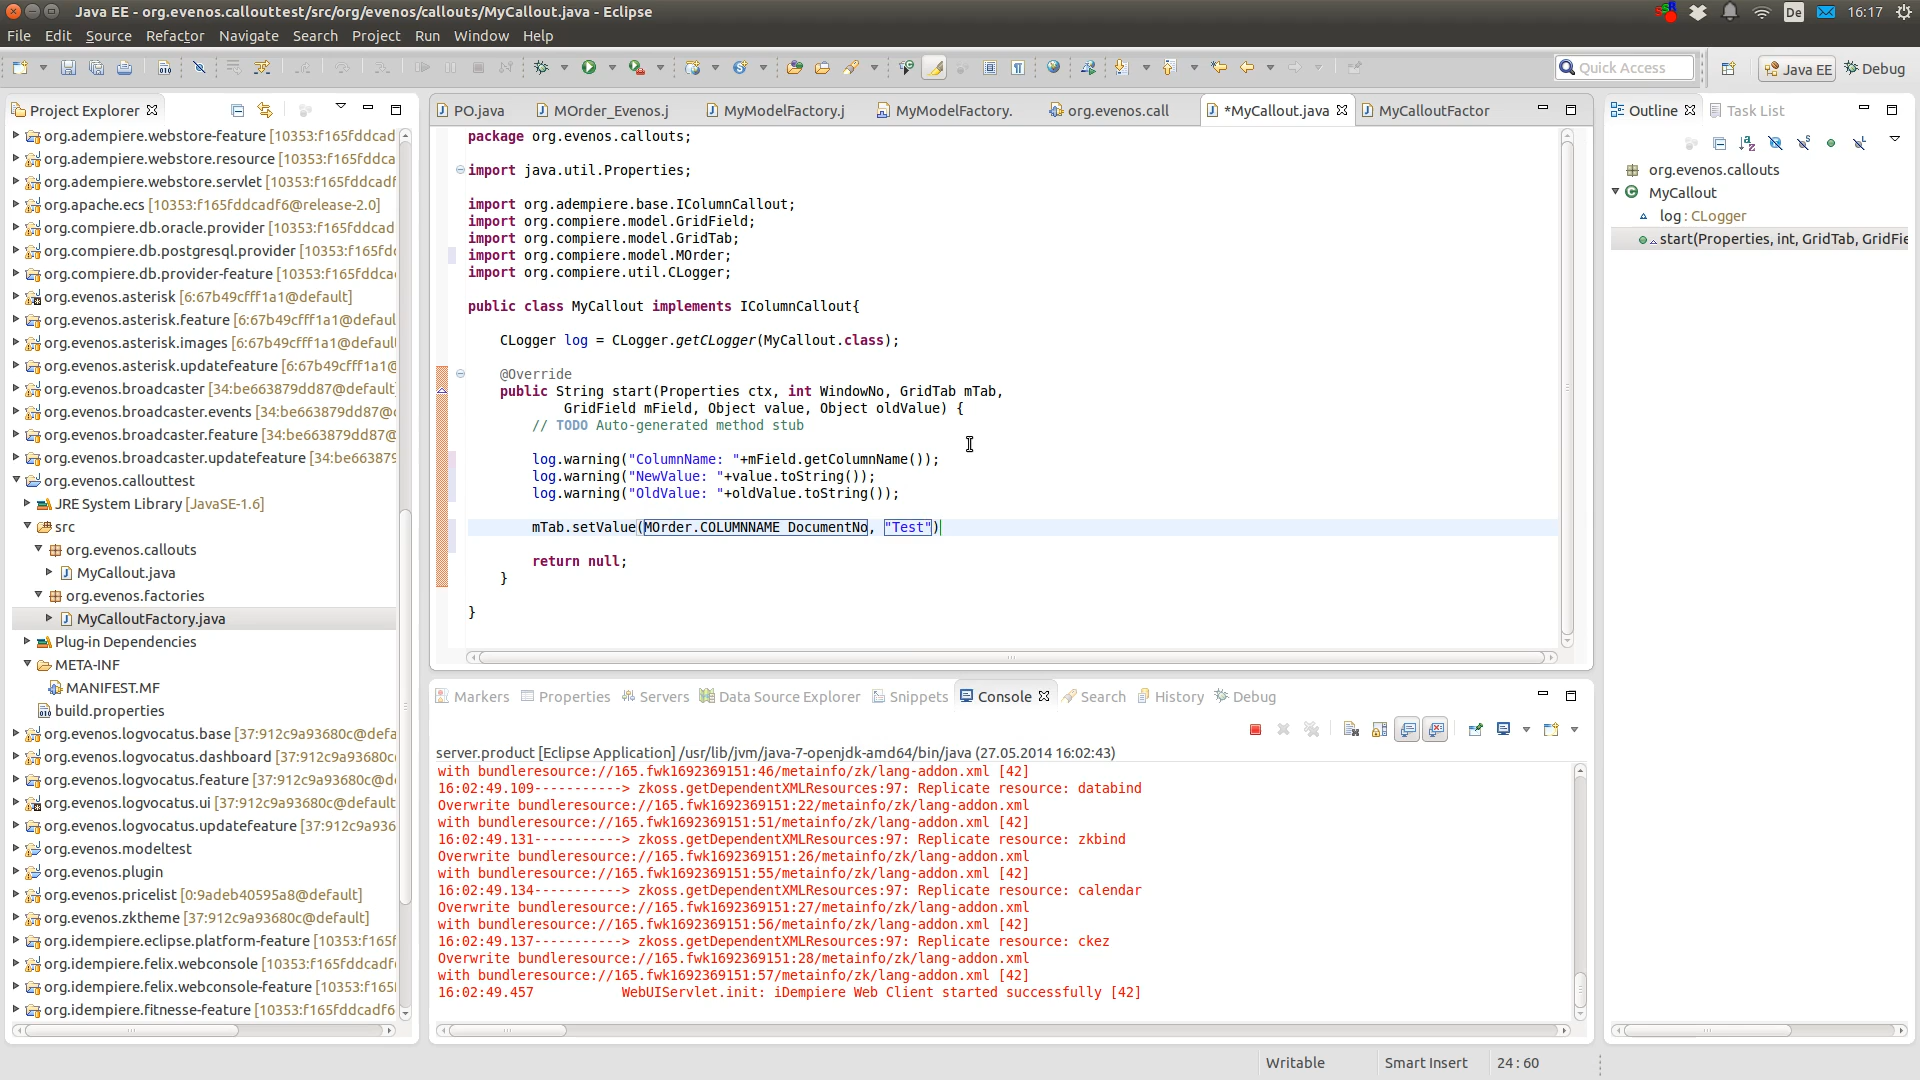 Java EE - org.evenos.callouttest/src/org/evenos/callouts/MyCallout.java - Eclipse
De
16:17
File Edit Source Refactor Navigate Search Project Run Window Help
Quick Access
Java EE
Debug
Project Explorer
org.adempiere.webstore-feature [10353:f165fddcad
org.adempiere.webstore.resource [10353:f165fddca
org.adempiere.webstore.servlet [10353:f165fddcadf
org.apache.ecs [10353:f165fddcadf6@release-2.0]
org.compiere.db.oracle.provider [10353:f165fddcad
org.compiere.db.postgresql.provider [10353:f165fdc
org.compiere.db.provider-feature [10353:f165fddca
org.evenos.asterisk [6:67b49cfff1a1@default]
org.evenos.asterisk.feature [6:67b49cfff1a1@defaul
org.evenos.asterisk.images [6:67b49cfff1a1@defaul
org.evenos.asterisk.updatefeature [6:67b49cfff1a1@
org.evenos.broadcaster [34:be663879dd87@default
org.evenos.broadcaster.events [34:be663879dd87@
org.evenos.broadcaster.feature [34:be663879dd87@
org.evenos.broadcaster.updatefeature [34:be66387
org.evenos.callouttest
JRE System Library [JavaSE-1.6]
src
org.evenos.callouts
MyCallout.java
org.evenos.factories
MyCalloutFactory.java
Plug-in Dependencies
META-INF
MANIFEST.MF
build.properties
org.evenos.logvocatus.base [37:912c9a93680c@defa
org.evenos.logvocatus.dashboard [37:912c9a93680c
org.evenos.logvocatus.feature [37:912c9a93680c@d
org.evenos.logvocatus.ui [37:912c9a93680c@default
org.evenos.logvocatus.updatefeature [37:912c9a936
org.evenos.modeltest
org.evenos.plugin
org.evenos.pricelist [0:9adeb40595a8@default]
org.evenos.zktheme [37:912c9a93680c@default]
org.idempiere.eclipse.platform-feature [10353:f165f
org.idempiere.felix.webconsole [10353:f165fddcadf
org.idempiere.felix.webconsole-feature [10353:f165
org.idempiere.fitnesse-feature [10353:f165fddcadf6
PO.java
MOrder_Evenos.j
MyModelFactory.j
MyModelFactory.
org.evenos.call
*MyCallout.java
MyCalloutFactor
package org.evenos.callouts;
import java.util.Properties;
import org.adempiere.base.IColumnCallout;
import org.compiere.model.GridField;
import org.compiere.model.GridTab;
import org.compiere.model.MOrder;
import org.compiere.util.CLogger;
public class MyCallout implements IColumnCallout{
CLogger log = CLogger.getCLogger(MyCallout.class);
@Override
public String start(Properties ctx, int WindowNo, GridTab mTab,
GridField mField, Object value, Object oldValue) {
// TODO Auto-generated method stub
log.warning("ColumnName: "+mField.getColumnName());
log.warning("NewValue: "+value.toString());
log.warning("OldValue: "+oldValue.toString());
mTab.setValue(MOrder.COLUMNNAME_DocumentNo, "Test")
return null;
}
}
Markers Properties Servers Data Source Explorer Snippets Console Search History Debug
server.product [Eclipse Application] /usr/lib/jvm/java-7-openjdk-amd64/bin/java (27.05.2014 16:02:43)
with bundleresource://165.fwk1692369151:46/metainfo/zk/lang-addon.xml [42]
16:02:49.109-----------> zkoss.getDependentXMLResources:97: Replicate resource: databind
Overwrite bundleresource://165.fwk1692369151:22/metainfo/zk/lang-addon.xml
with bundleresource://165.fwk1692369151:51/metainfo/zk/lang-addon.xml [42]
16:02:49.131-----------> zkoss.getDependentXMLResources:97: Replicate resource: zkbind
Overwrite bundleresource://165.fwk1692369151:26/metainfo/zk/lang-addon.xml
with bundleresource://165.fwk1692369151:55/metainfo/zk/lang-addon.xml [42]
16:02:49.134-----------> zkoss.getDependentXMLResources:97: Replicate resource: calendar
Overwrite bundleresource://165.fwk1692369151:27/metainfo/zk/lang-addon.xml
with bundleresource://165.fwk1692369151:56/metainfo/zk/lang-addon.xml [42]
16:02:49.137-----------> zkoss.getDependentXMLResources:97: Replicate resource: ckez
Overwrite bundleresource://165.fwk1692369151:28/metainfo/zk/lang-addon.xml
with bundleresource://165.fwk1692369151:57/metainfo/zk/lang-addon.xml [42]
16:02:49.457 WebUIServlet.init: iDempiere Web Client started successfully [42]
Outline
Task List
org.evenos.callouts
MyCallout
log : CLogger
start(Properties, int, GridTab, GridFie
Writable
Smart Insert
24 : 60